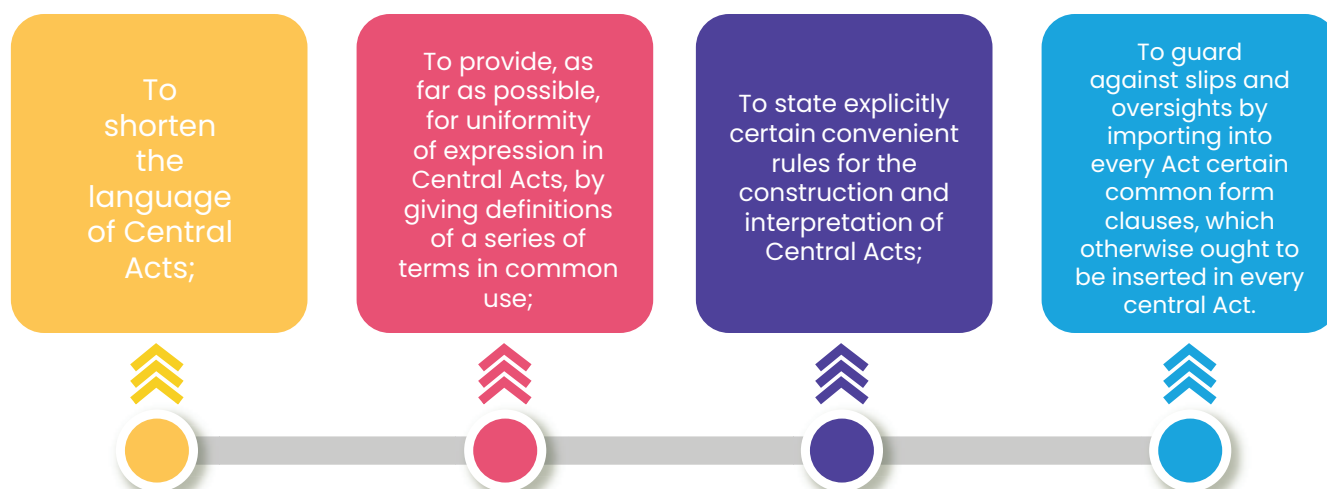 To
shorten
the
language
of Central
Acts;
To provide, as
far as possible,
for uniformity
of expression in
Central Acts, by
giving definitions
of a series of
terms in common
use;
To state explicitly
certain convenient
rules for the
construction and
interpretation of
Central Acts;
To guard
against slips and
oversights by
importing into
every Act certain
common form
clauses, which
otherwise ought to
be inserted in every
central Act.